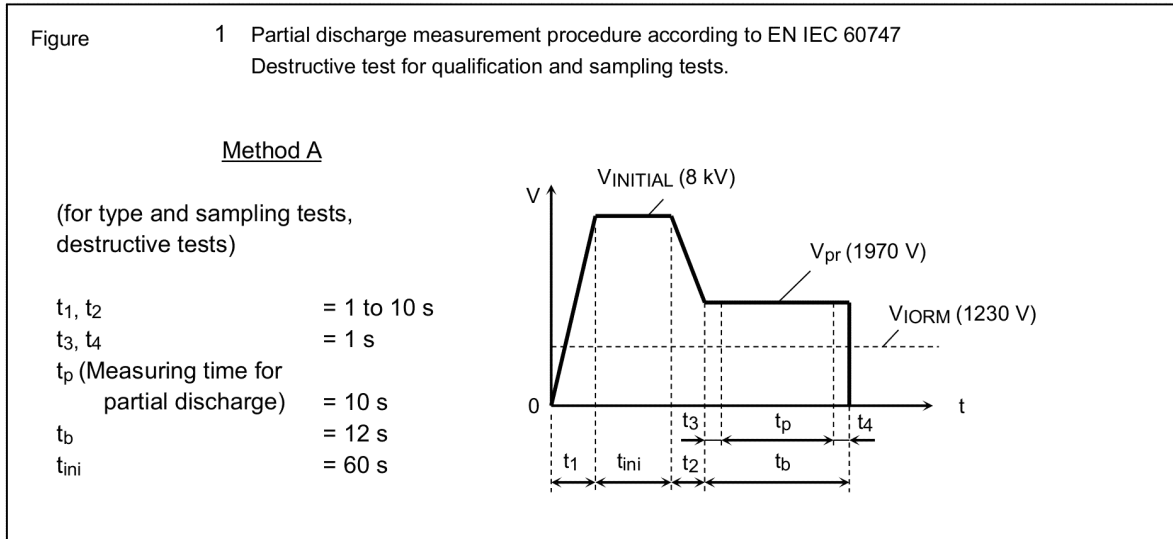 Figure 1 Partial discharge measurement procedure according to EN IEC 60747
Destructive test for qualification and sampling tests.
Method A
(for type and sampling tests,
destructive tests)
t1, t2 = 1 to 10 s
t3, t4 = 1 s
tp (Measuring time for
partial discharge) = 10 s
tb = 12 s
tini = 60 s
V
VINITIAL (8 kV)
Vpr (1970 V)
VIORM (1230 V)
0
t
t3 tp t4
t1 tini t2 tb